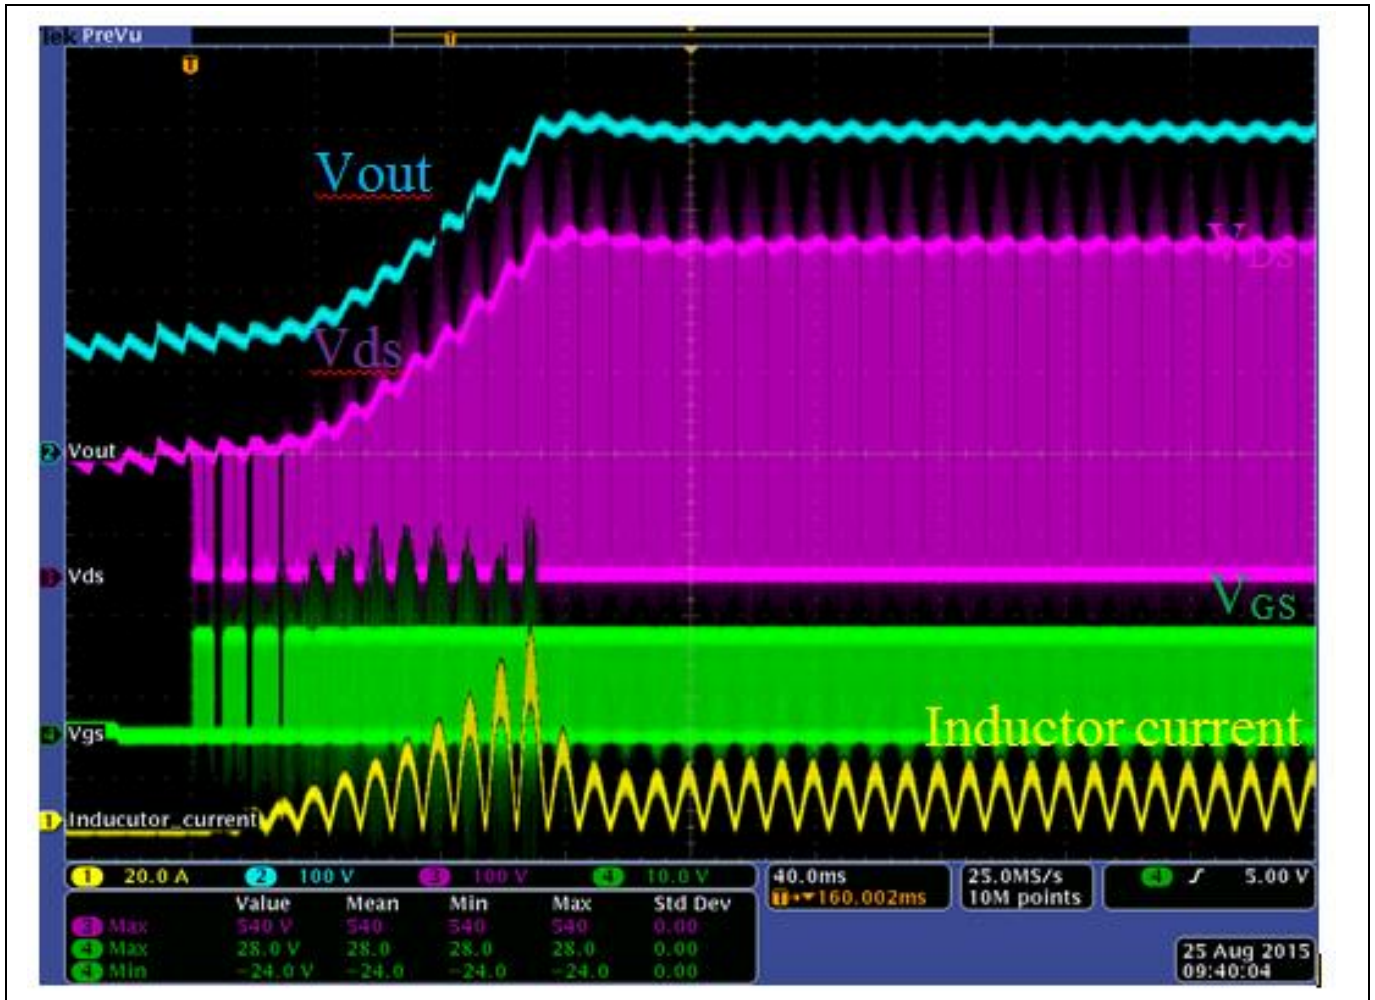 Tek PreVu
T
T
Vout
Vds
VDS
2 Vout
3 Vds
VGS
4 Vgs
Inductor current
1 Inducutor_current
1 20.0 A 2 100 V 3 100 V 4 10.0 V
40.0ms
T→▼160.002ms
25.0MS/s
10M points
4 5.00 V
Value Mean Min Max Std Dev
3 Max 540 V 540 540 540 0.00
4 Max 28.0 V 28.0 28.0 28.0 0.00
4 Min −24.0 V −24.0 −24.0 −24.0 0.00
25 Aug 2015
09:40:04